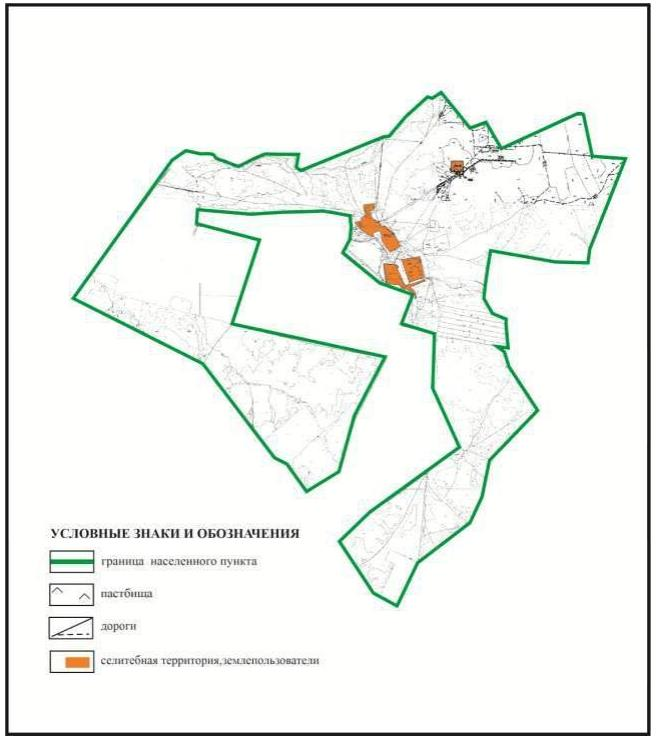 УСЛОВНЫЕ ЗНАКИ И ОБОЗНАЧЕНИЯ
граница населенного пункта
пастбища
дороги
селитебная территория,землепользователи